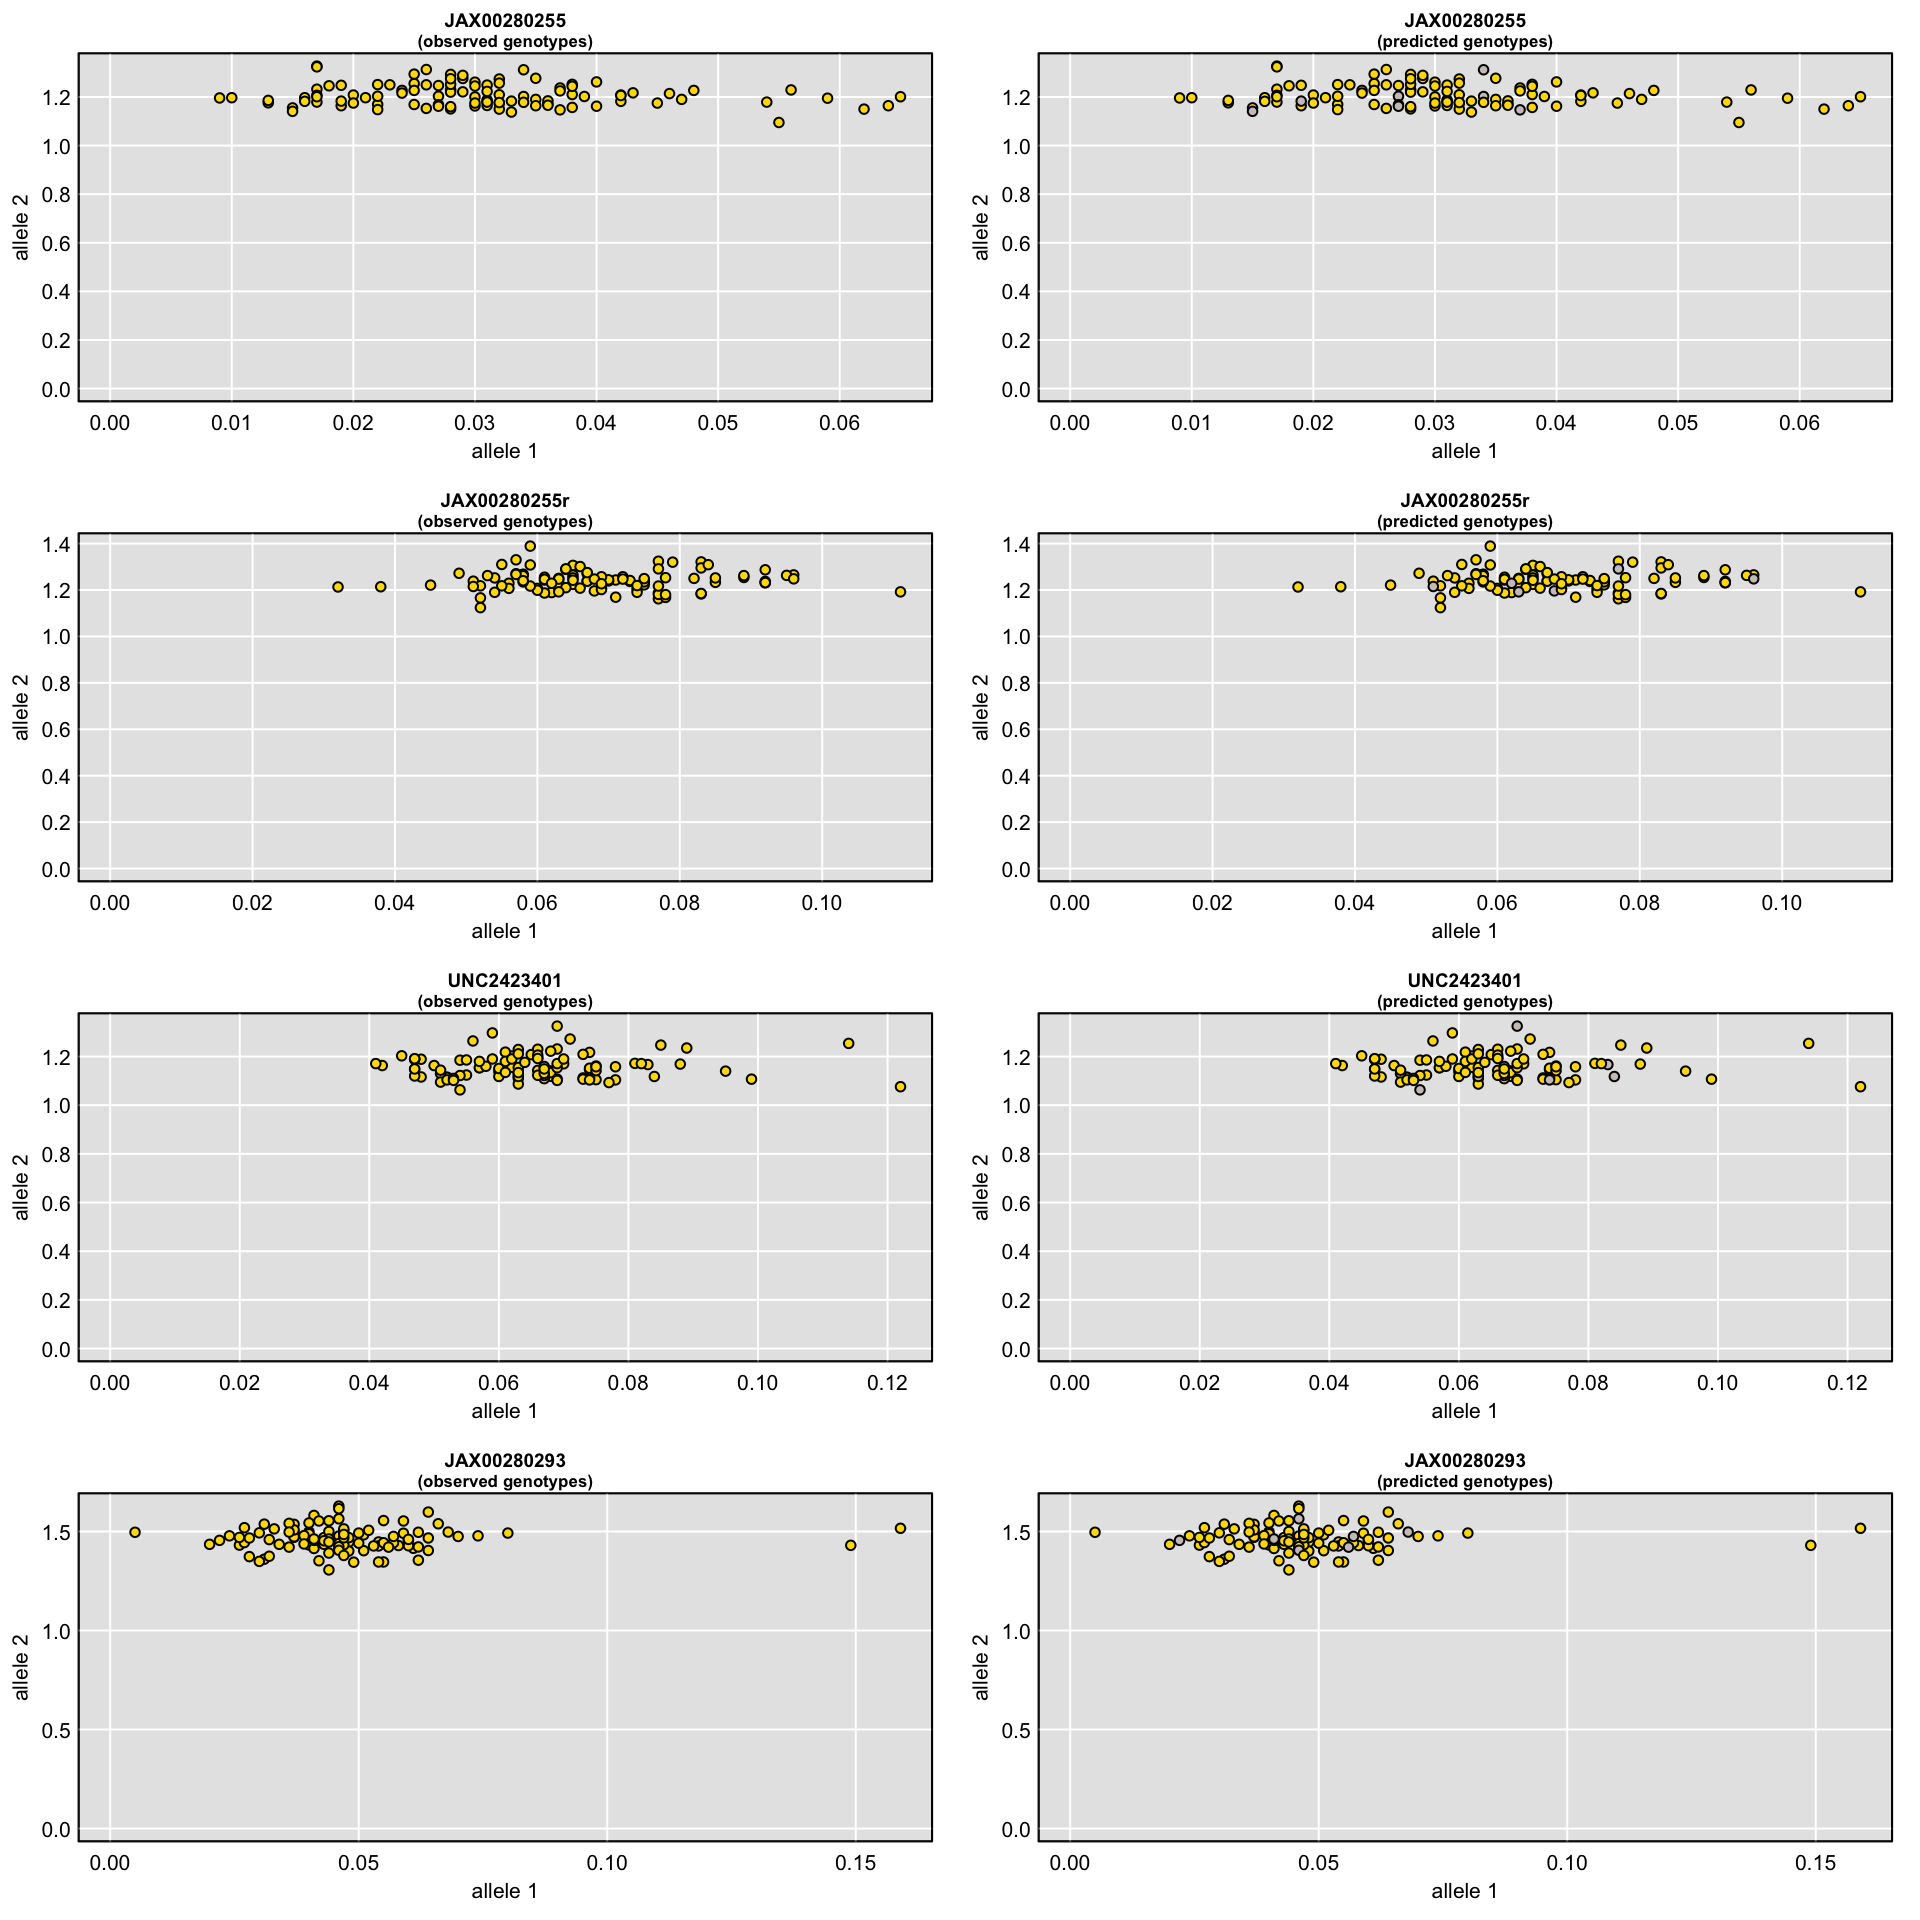 JAX00280255
(observed genotypes)
allele 2
1.2
1.0
0.8
0.6
0.4
0.2
0.0
0.00 0.01 0.02 0.03 0.04 0.05 0.06
allele 1
JAX00280255
(predicted genotypes)
allele 2
1.2
1.0
0.8
0.6
0.4
0.2
0.0
0.00 0.01 0.02 0.03 0.04 0.05 0.06
allele 1
JAX00280255r
(observed genotypes)
allele 2
1.4
1.2
1.0
0.8
0.6
0.4
0.2
0.0
0.00 0.02 0.04 0.06 0.08 0.10
allele 1
JAX00280255r
(predicted genotypes)
allele 2
1.4
1.2
1.0
0.8
0.6
0.4
0.2
0.0
0.00 0.02 0.04 0.06 0.08 0.10
allele 1
UNC2423401
(observed genotypes)
allele 2
1.2
1.0
0.8
0.6
0.4
0.2
0.0
0.00 0.02 0.04 0.06 0.08 0.10 0.12
allele 1
UNC2423401
(predicted genotypes)
allele 2
1.2
1.0
0.8
0.6
0.4
0.2
0.0
0.00 0.02 0.04 0.06 0.08 0.10 0.12
allele 1
JAX00280293
(observed genotypes)
allele 2
1.5
1.0
0.5
0.0
0.00 0.05 0.10 0.15
allele 1
JAX00280293
(predicted genotypes)
allele 2
1.5
1.0
0.5
0.0
0.00 0.05 0.10 0.15
allele 1